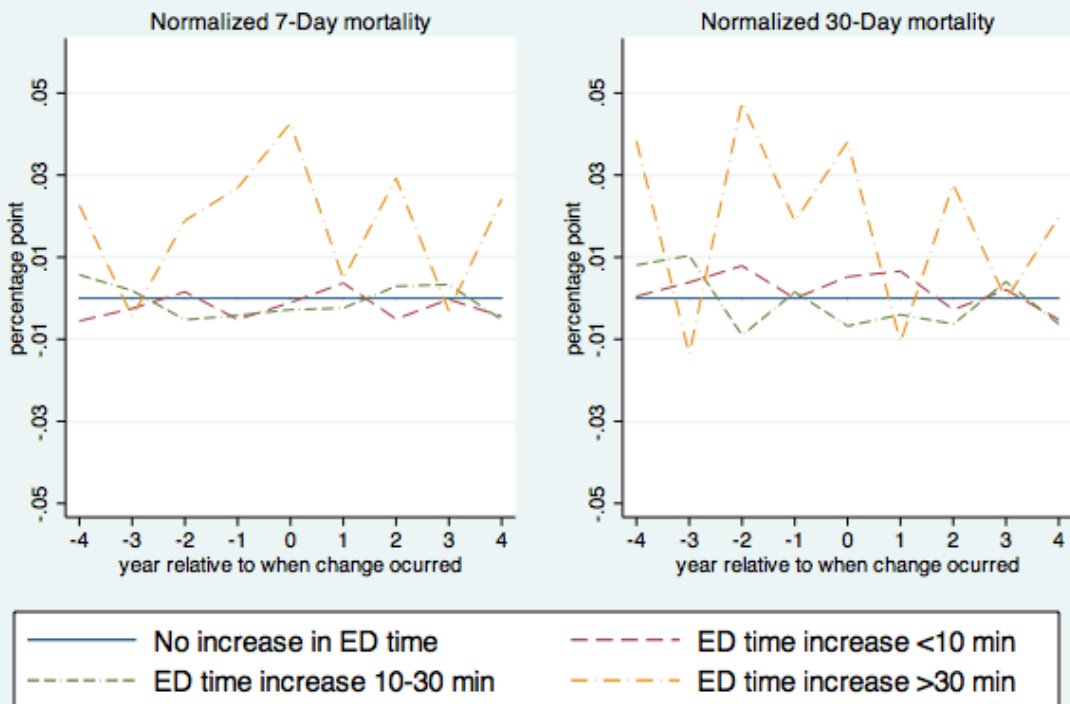 Normalized 7-Day mortality
percentage point
.05
.03
.01
-.01
-.03
-.05
-4 -3 -2 -1 0 1 2 3 4
year relative to when change ocurred
Normalized 30-Day mortality
percentage point
.05
.03
.01
-.01
-.03
-.05
-4 -3 -2 -1 0 1 2 3 4
year relative to when change ocurred
No increase in ED time
ED time increase <10 min
ED time increase 10-30 min
ED time increase >30 min